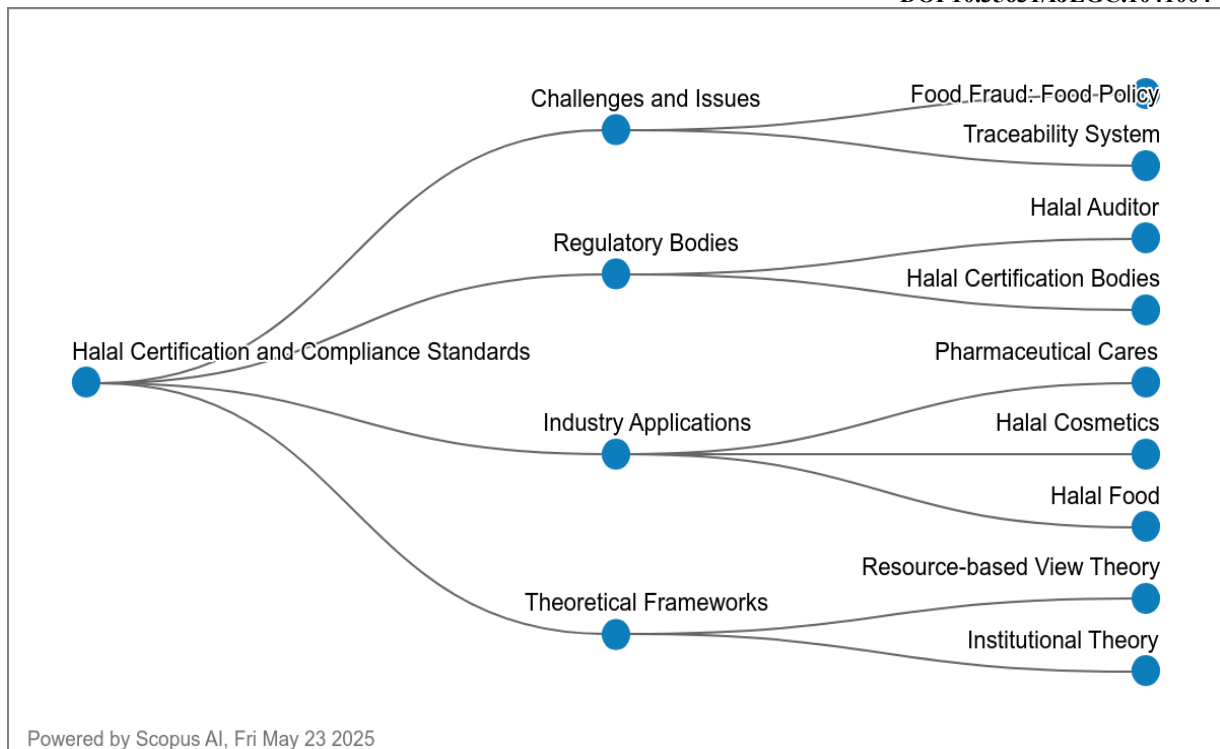 Challenges and Issues
Food Fraud: Food Policy
Traceability System
Halal Auditor
Regulatory Bodies
Halal Certification Bodies
Halal Certification and Compliance Standards
Pharmaceutical Cares
Industry Applications
Halal Cosmetics
Halal Food
Resource-based View Theory
Theoretical Frameworks
Institutional Theory
Powered by Scopus AI, Fri May 23 2025